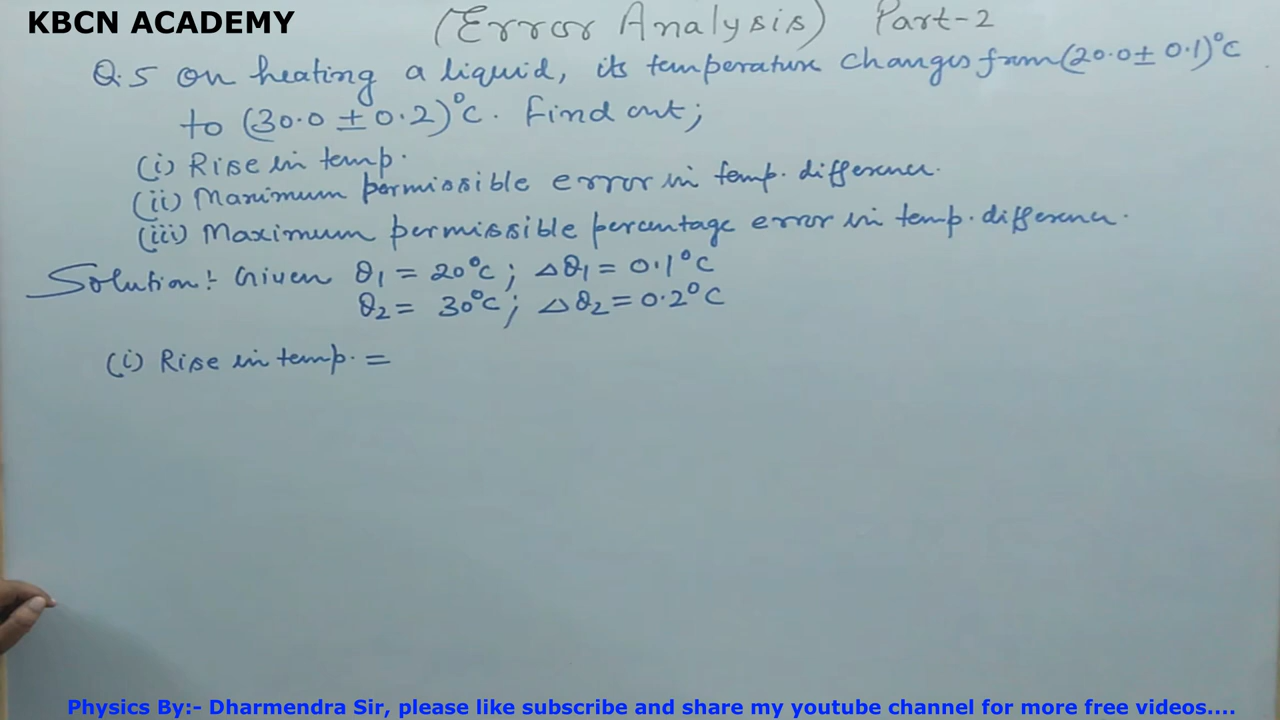 KBCN ACADEMY
(Error Analysis) Part-2
Q.5 On heating a liquid, its temperature changes from (20.0 ± 0.1)°C
to (30.0 ± 0.2)°C. Find out;
(i) Rise in temp.
(ii) Maximum permissible error in temp. difference.
(iii) Maximum permissible percentage error in temp. difference.
Solution:- Given θ1 = 20°C ; Δθ1 = 0.1°C
θ2 = 30°C ; Δθ2 = 0.2°C
(i) Rise in temp. =
Physics By:- Dharmendra Sir, please like subscribe and share my youtube channel for more free videos....